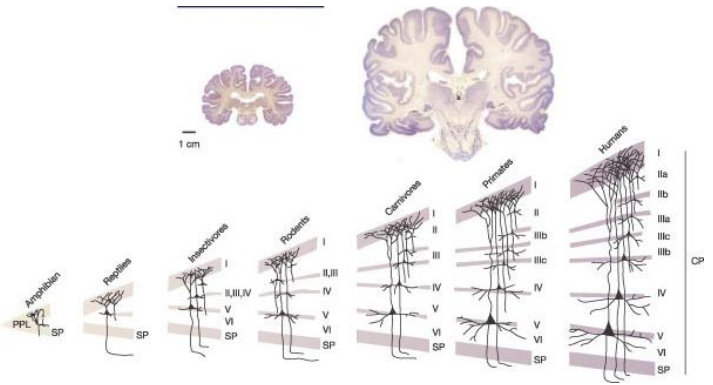 1 cm
Amphibian
PPL
SP
Reptiles
V
VI
SP
Insectivores
I
II,III,IV
V
VI
SP
Rodents
I
II,III
IV
V
VI
SP
Carnivores
I
II
III
IV
V
VI
SP
Primates
I
II
IIIb
IIIc
IV
V
VI
SP
Humans
I
IIa
IIb
IIIa
IIIc
IIIb
IV
V
VI
SP
CP